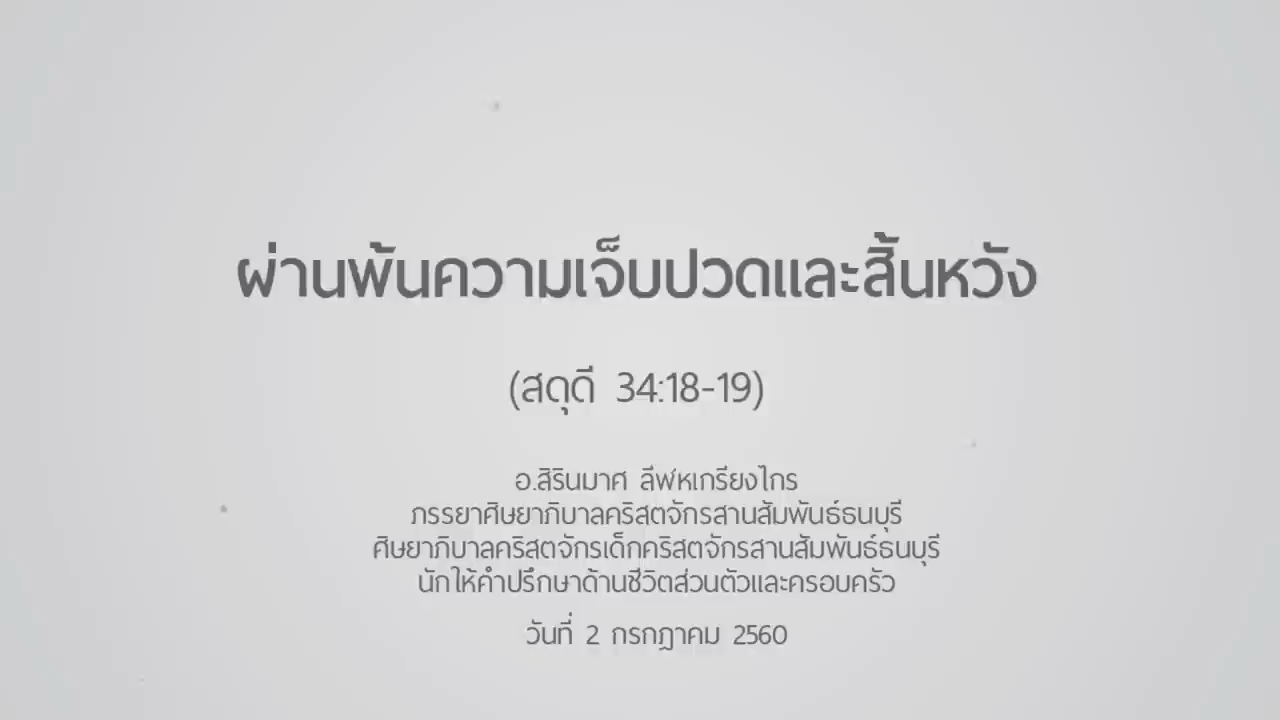 ผ่านพ้นความเจ็บปวดและสิ้นหวัง
(สดุดี 34:18-19)
อ.สิรินมาศ ลีฬหเกรียงไกร
ภรรยาศิษยาภิบาลคริสตจักรสานสัมพันธ์ธนบุรี
ศิษยาภิบาลคริสตจักรเด็กคริสตจักรสานสัมพันธ์ธนบุรี
นักให้คำปรึกษาด้านชีวิตส่วนตัวและครอบครัว
วันที่ 2 กรกฎาคม 2560